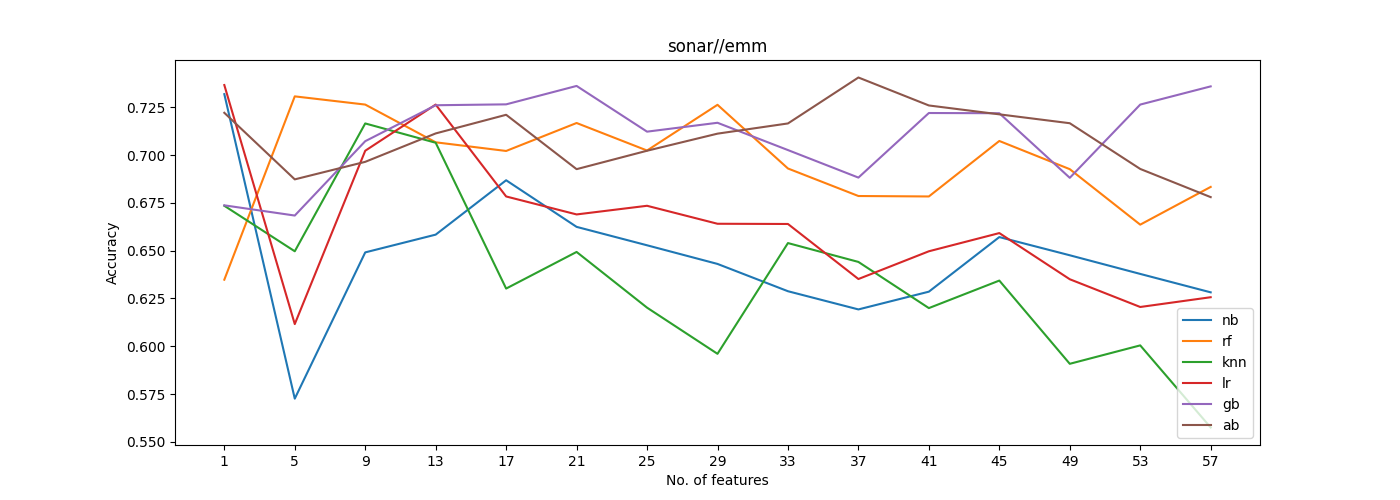 sonar//emm
Accuracy
0.725
0.700
0.675
0.650
0.625
0.600
0.575
0.550
1 5 9 13 17 21 25 29 33 37 41 45 49 53 57
No. of features
nb
rf
knn
lr
gb
ab